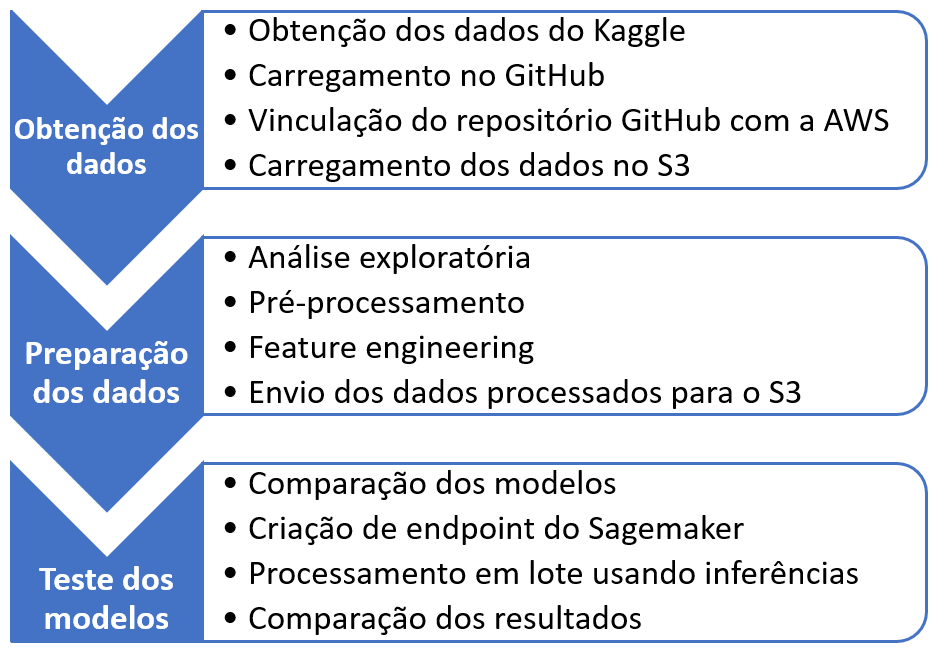 Obtenção dos
dados
• Obtenção dos dados do Kaggle
• Carregamento no GitHub
• Vinculação do repositório GitHub com a AWS
• Carregamento dos dados no S3
Preparação
dos dados
• Análise exploratória
• Pré-processamento
• Feature engineering
• Envio dos dados processados para o S3
Teste dos
modelos
• Comparação dos modelos
• Criação de endpoint do Sagemaker
• Processamento em lote usando inferências
• Comparação dos resultados